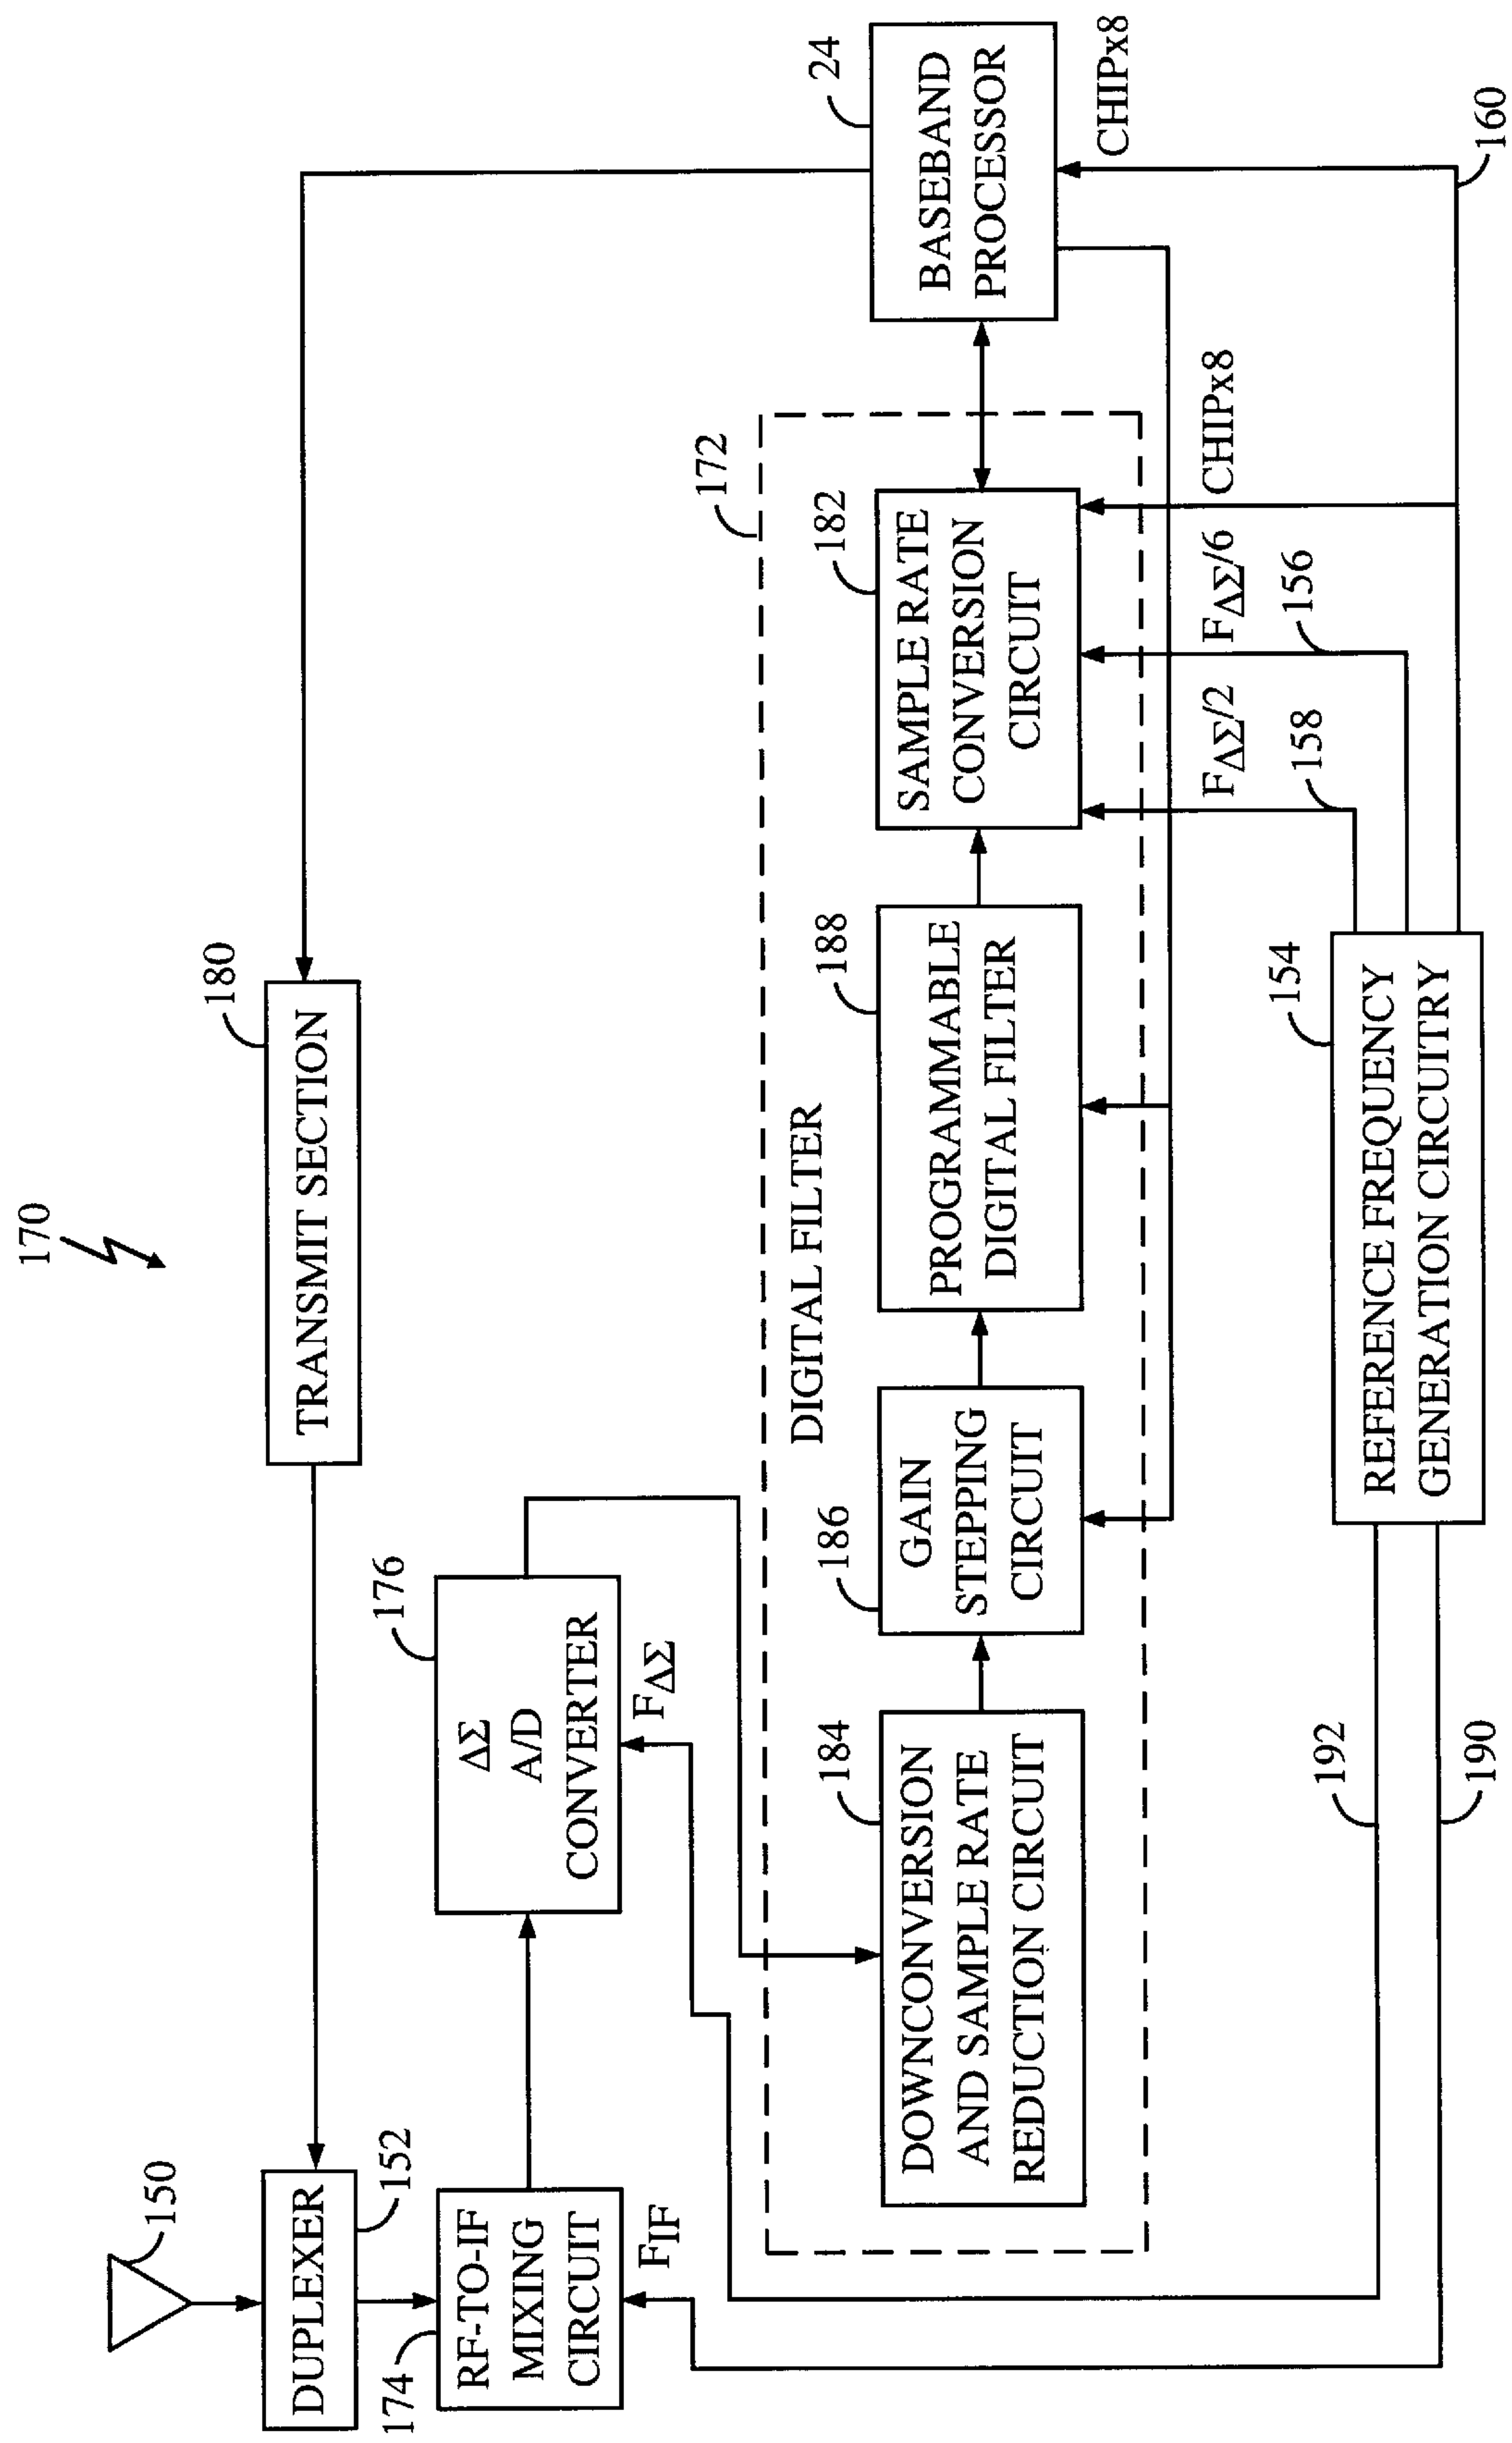 170
150
DUPLEXER
152
180
TRANSMIT SECTION
174
RF-TO-IF
MIXING
CIRCUIT
FIF
176
ΔΣ
A/D
CONVERTER
FΔΣ
172
DIGITAL FILTER
184
DOWNCONVERSION
AND SAMPLE RATE
REDUCTION CIRCUIT
186
GAIN
STEPPING
CIRCUIT
188
PROGRAMMABLE
DIGITAL FILTER
182
SAMPLE RATE
CONVERSION
CIRCUIT
24
BASEBAND
PROCESSOR
CHIPx8
FΔΣ/2
158
FΔΣ/6
156
CHIPx8
160
154
REFERENCE FREQUENCY
GENERATION CIRCUITRY
192
190